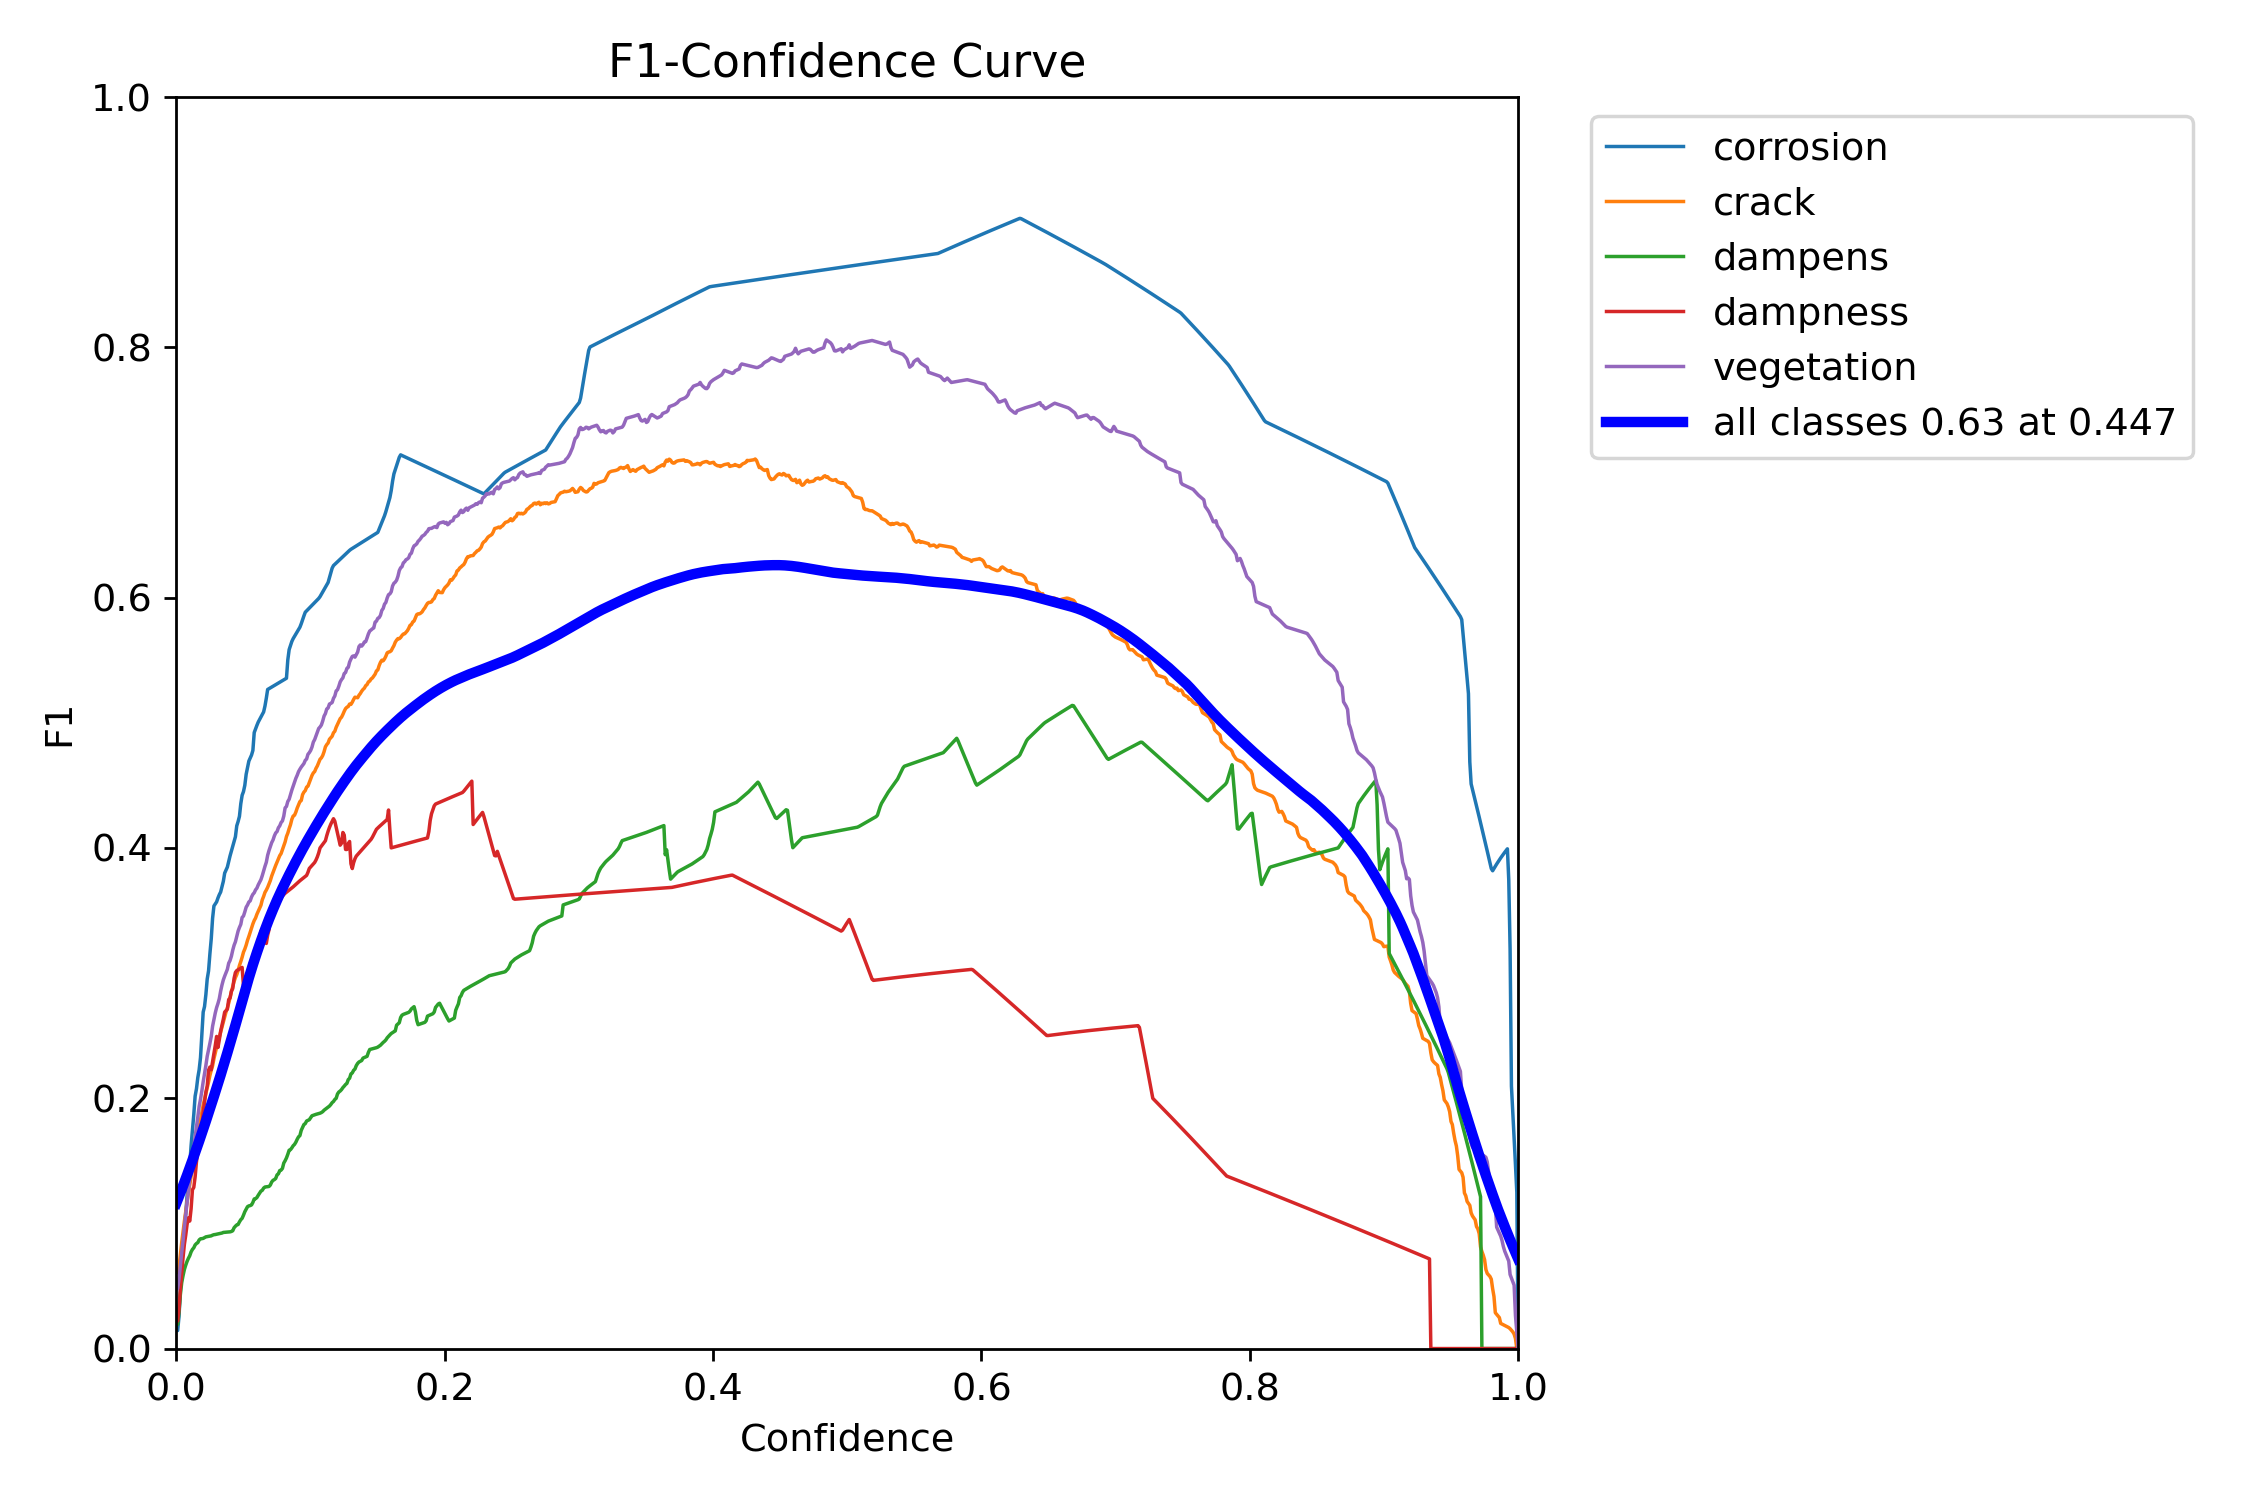 F1-Confidence Curve
1.0
0.8
0.6
0.4
0.2
0.0
F1
0.0 0.2 0.4 0.6 0.8 1.0
Confidence
corrosion
crack
dampens
dampness
vegetation
all classes 0.63 at 0.447